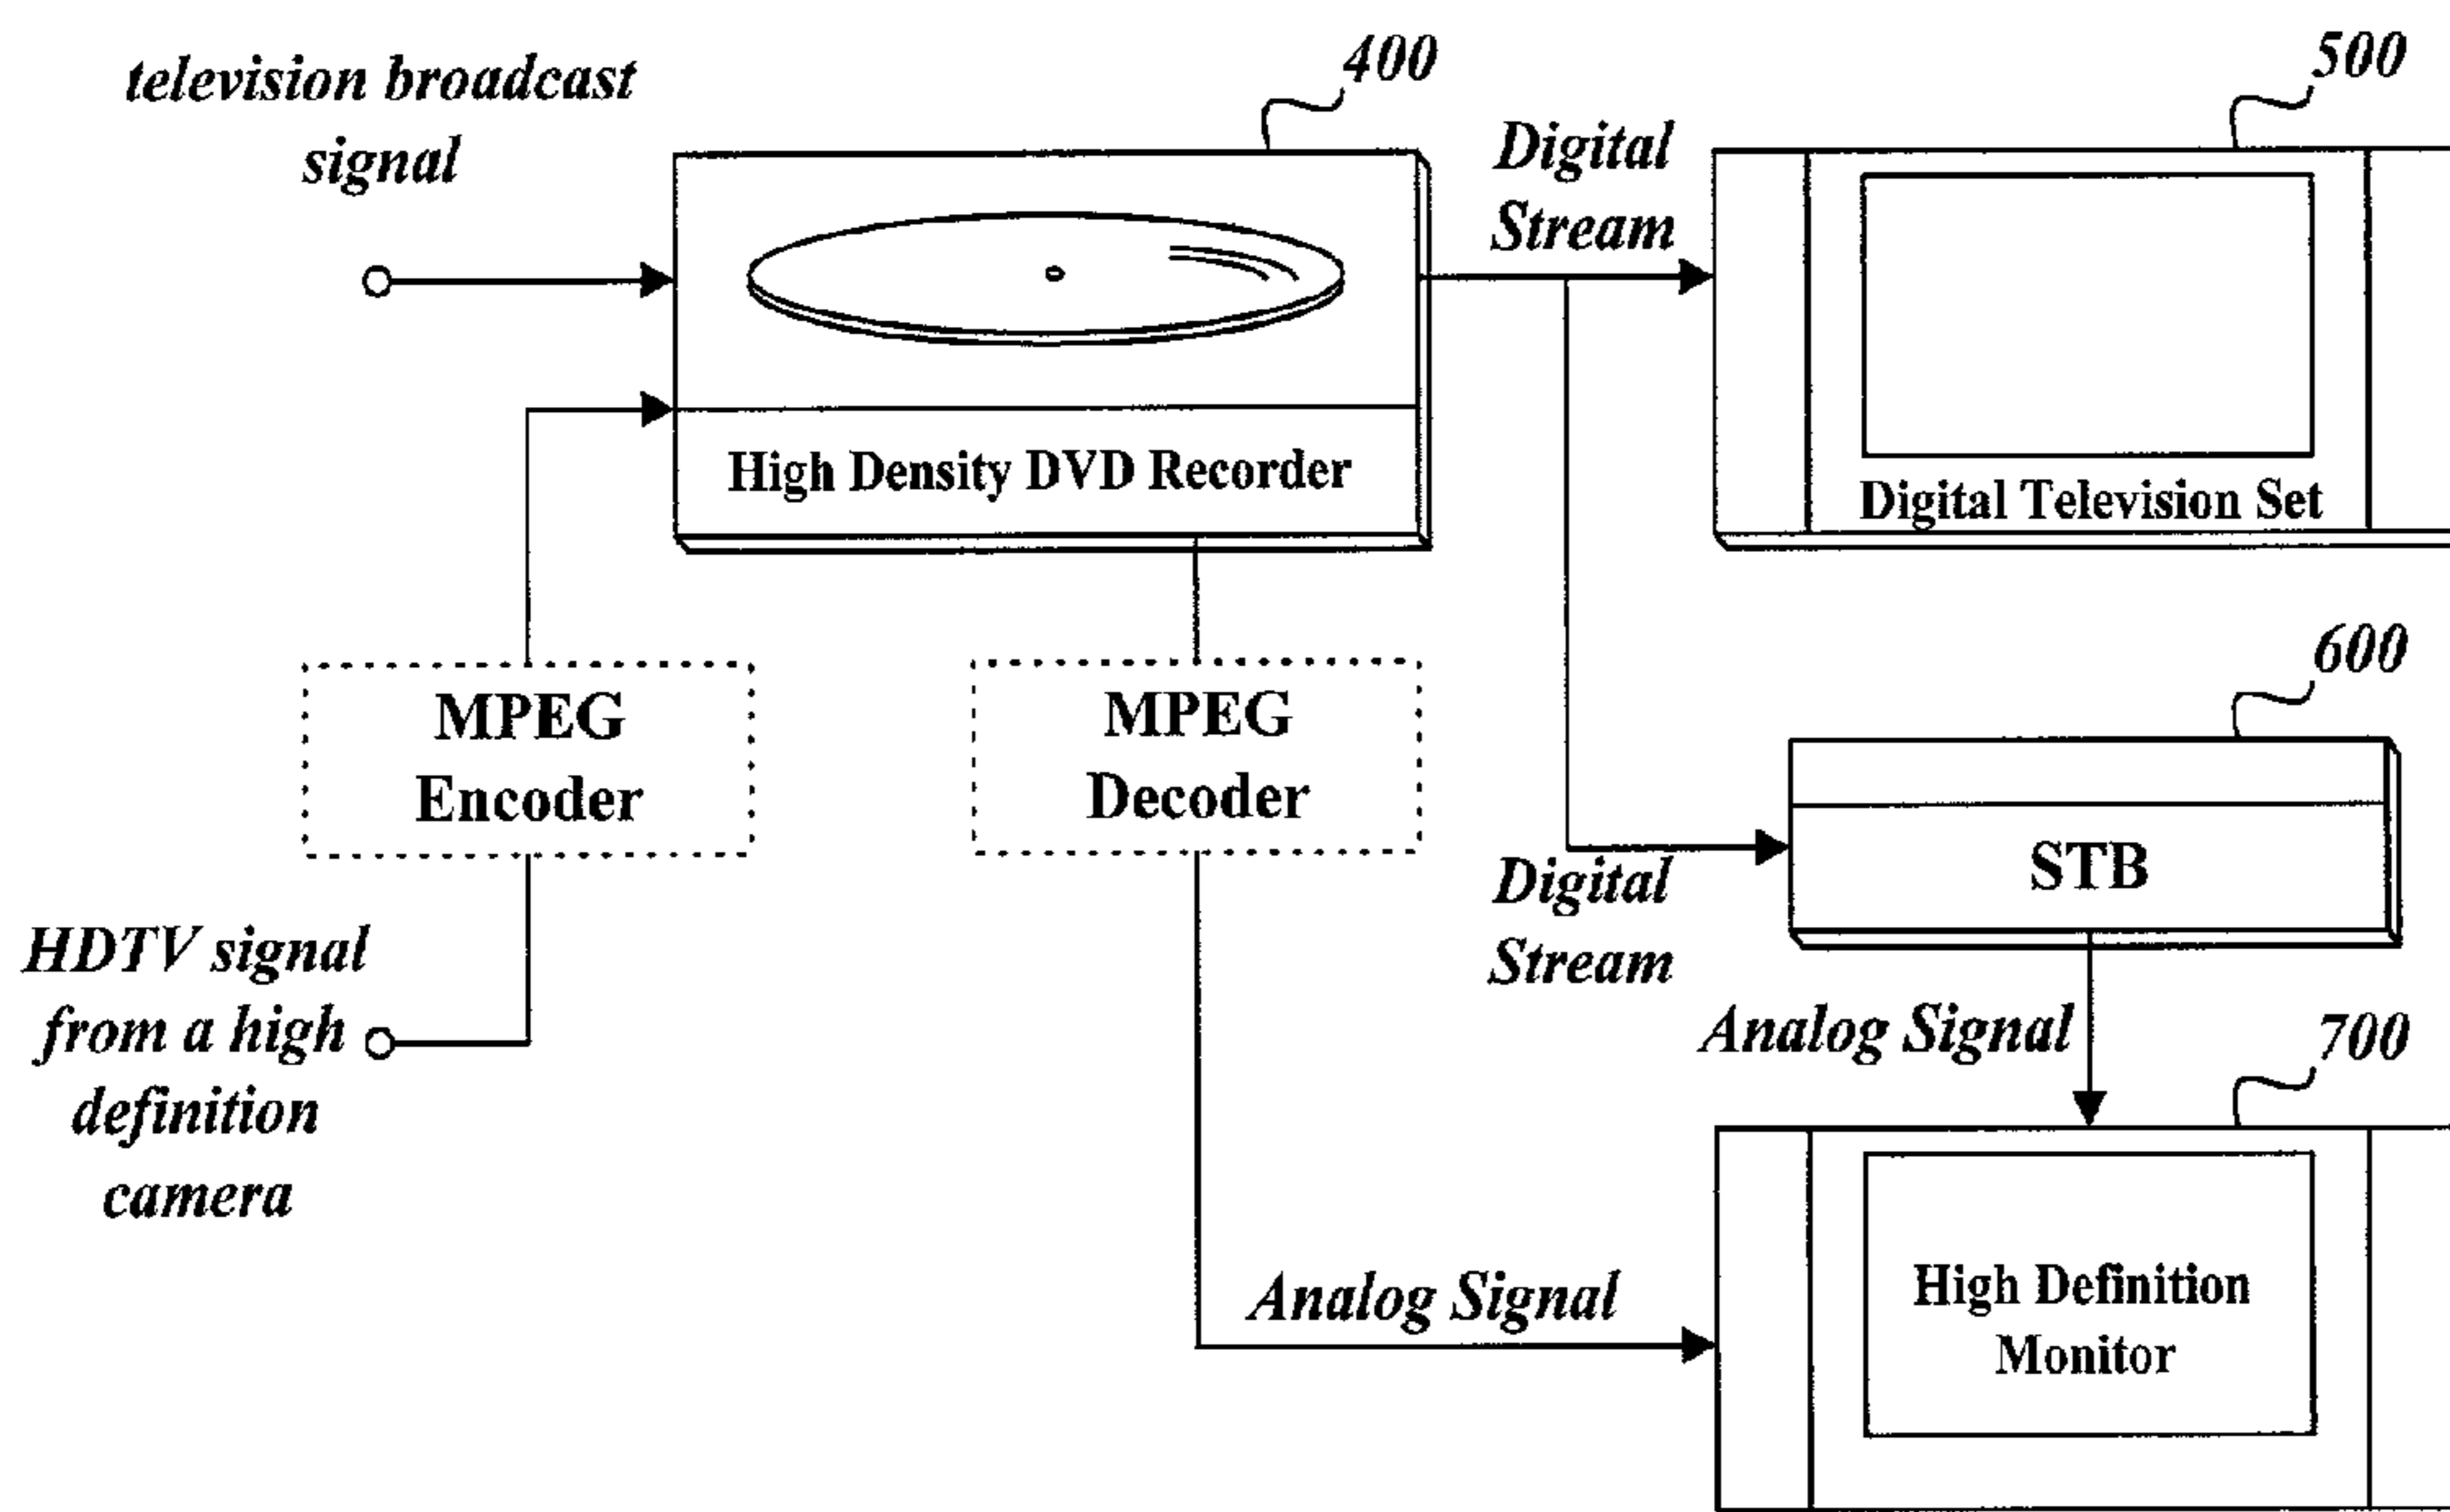 television broadcast
signal
400
500
Digital
Stream
High Density DVD Recorder
Digital Television Set
MPEG
Encoder
MPEG
Decoder
600
STB
Digital
Stream
HDTV signal
from a high
definition
camera
Analog Signal
700
Analog Signal
High Definition
Monitor